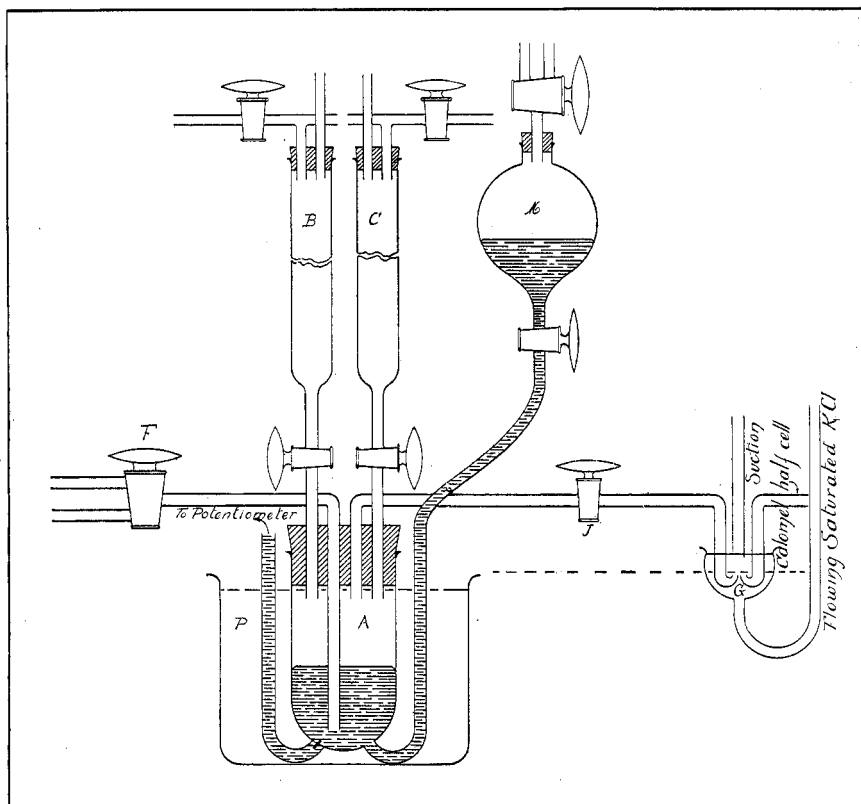 B
C
M
F
To Potentiometer
J
Suction
Calomel half cell
Flowing Saturated KCl
G
P
A